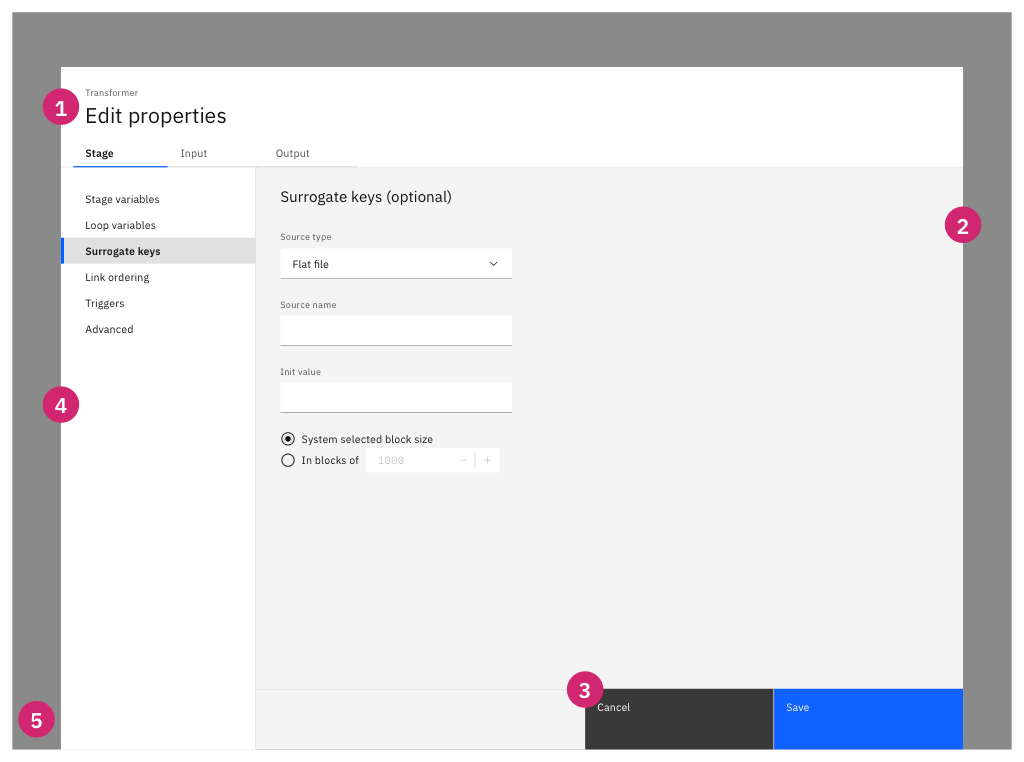 Transformer
1
Edit properties
Stage Input Output
Stage variables
Loop variables
Surrogate keys
Link ordering
Triggers
Advanced
Surrogate keys (optional)
2
Source type
Flat file
Source name
Init value
4
System selected block size
In blocks of 1000
3
Cancel
Save
5